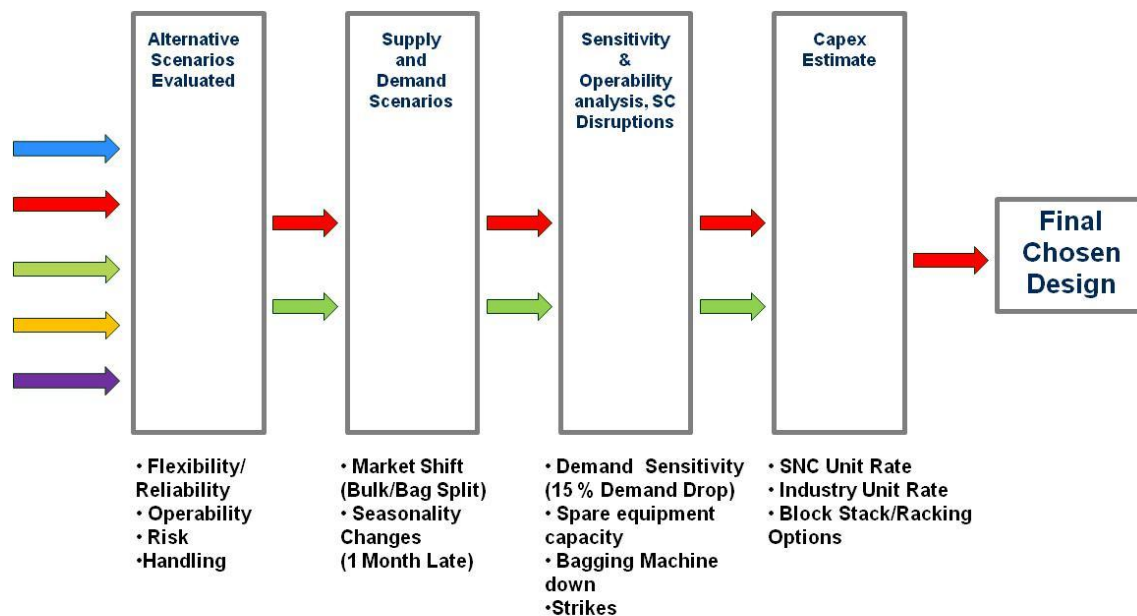 Alternative
Scenarios
Evaluated
Supply
and
Demand
Scenarios
Sensitivity
&
Operability
analysis, SC
Disruptions
Capex
Estimate
Final
Chosen
Design
• Flexibility/
Reliability
• Operability
• Risk
•Handling
• Market Shift
(Bulk/Bag Split)
• Seasonality
Changes
(1 Month Late)
• Demand Sensitivity
(15 % Demand Drop)
• Spare equipment
capacity
• Bagging Machine
down
•Strikes
• SNC Unit Rate
• Industry Unit Rate
• Block Stack/Racking
Options